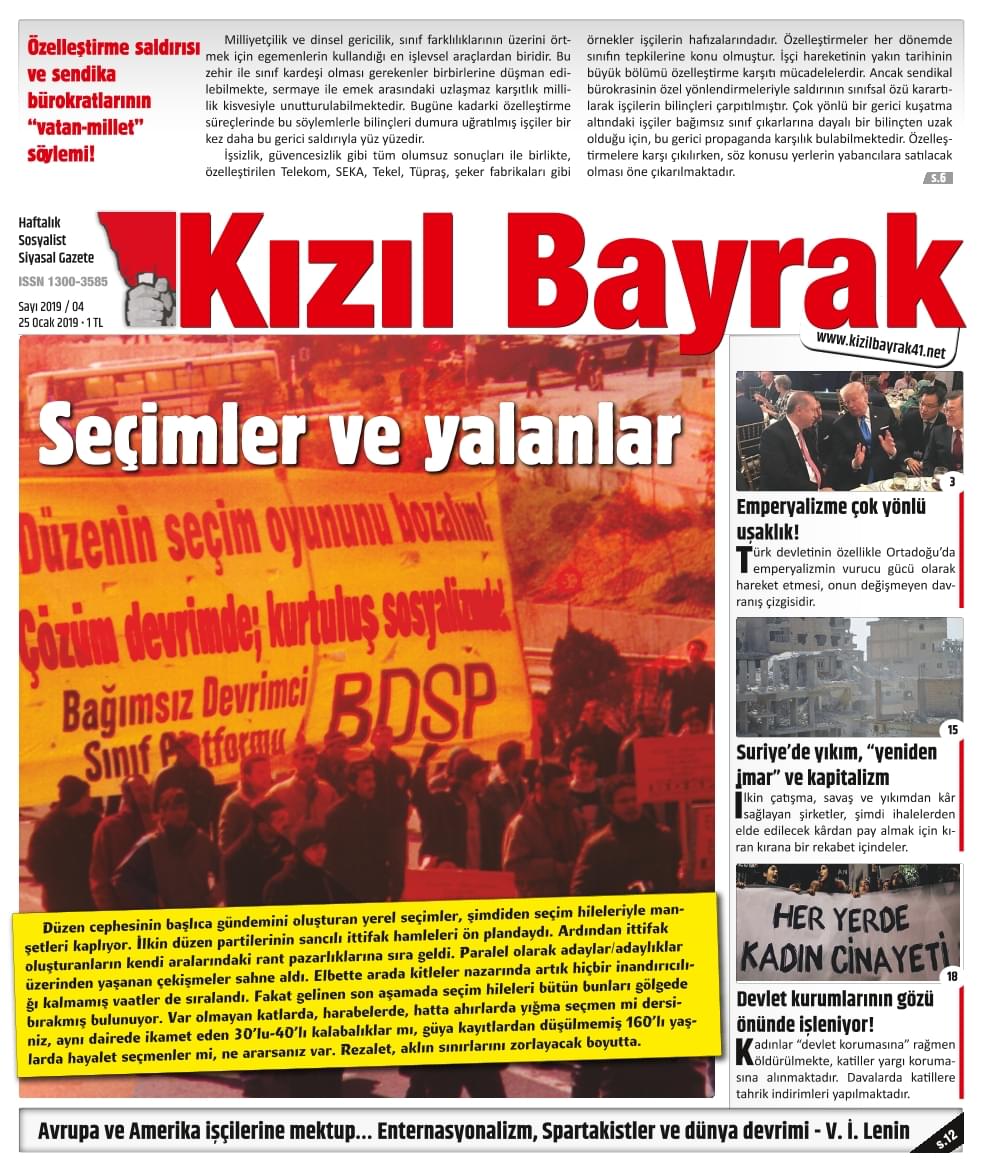 Özelleştirme saldırısı
ve sendika
bürokratlarının
“vatan-millet”
söylemi!
Milliyetçilik ve dinsel gericilik, sınıf farklılıklarının üzerini ört-
mek için egemenlerin kullandığı en işlevsel araçlardan biridir. Bu
zehir ile sınıf kardeşi olması gerekenler birbirlerine düşman edi-
lebilmekte, sermaye ile emek arasındaki uzlaşmaz karşıtlık milli-
lik kisvesiyle unutturulabilmektedir. Bugüne kadarki özelleştirme
süreçlerinde bu söylemlerle bilinçleri dumura uğratılmış işçiler bir
kez daha bu gerici saldırıyla yüz yüzedir.
İşsizlik, güvencesizlik gibi tüm olumsuz sonuçları ile birlikte,
özelleştirilen Telekom, SEKA, Tekel, Tüpraş, şeker fabrikaları gibi
örnekler işçilerin hafızalarındadır. Özelleştirmeler her dönemde
sınıfın tepkilerine konu olmuştur. İşçi hareketinin yakın tarihinin
büyük bölümü özelleştirme karşıtı mücadelelerdir. Ancak sendikal
bürokrasinin özel yönlendirmeleriyle saldırının sınıfsal özü karartı-
larak işçilerin bilinçleri çarpıtılmıştır. Çok yönlü bir gerici kuşatma
altındaki işçiler bağımsız sınıf çıkarlarına dayalı bir bilinçten uzak
olduğu için, bu gerici propaganda karşılık bulabilmektedir. Özelleş-
tirmelere karşı çıkılırken, söz konusu yerlerin yabancılara satılacak
olması öne çıkarılmaktadır.
s.6
Haftalık
Sosyalist
Siyasal Gazete
ISSN 1300-3585
Sayı 2019 / 04
25 Ocak 2019 • 1 TL
Kızıl Bayrak
www.kizilbayrak41.net
Seçimler ve yalanlar
Düzenin seçim oyununu bozalım!
Çözüm devrimde; kurtuluş sosyalizmde!
Bağımsız Devrimci
Sınıf Platformu
BDSP
Düzen cephesinin başlıca gündemini oluşturan yerel seçimler, şimdiden seçim hileleriyle man-
şetleri kaplıyor. İlkin düzen partilerinin sancılı ittifak hamleleri ön plandaydı. Ardından ittifak
oluşturanların kendi aralarındaki rant pazarlıklarına sıra geldi. Paralel olarak adaylar/adaylıklar
üzerinden yaşanan çekişmeler sahne aldı. Elbette arada kitleler nazarında artık hiçbir inandırıcılı-
ğı kalmamış vaatler de sıralandı. Fakat gelinen son aşamada seçim hileleri bütün bunları gölgede
bırakmış bulunuyor. Var olmayan katlarda, harabelerde, hatta ahırlarda yığma seçmen mi dersi-
niz, aynı dairede ikamet eden 30’lu-40’lı kalabalıklar mı, güya kayıtlardan düşülmemiş 160’lı yaş-
larda hayalet seçmenler mi, ne ararsanız var. Rezalet, aklın sınırlarını zorlayacak boyutta.
3
Emperyalizme çok yönlü
uşaklık!
Türk devletinin özellikle Ortadoğu’da
emperyalizmin vurucu gücü olarak
hareket etmesi, onun değişmeyen dav-
ranış çizgisidir.
15
Suriye’de yıkım, “yeniden
imar” ve kapitalizm
İlkin çatışma, savaş ve yıkımdan kâr
sağlayan şirketler, şimdi ihalelerden
elde edilecek kârdan pay almak için kı-
ran kırana bir rekabet içindeler.
HER YERDE
KADIN CİNAYETİ
18
Devlet kurumlarının gözü
önünde işleniyor!
Kadınlar “devlet korumasına” rağmen
öldürülmekte, katiller yargı koruma-
sına alınmaktadır. Davalarda katillere
tahrik indirimleri yapılmaktadır.
Avrupa ve Amerika işçilerine mektup... Enternasyonalizm, Spartakistler ve dünya devrimi - V. İ. Lenin
s.12